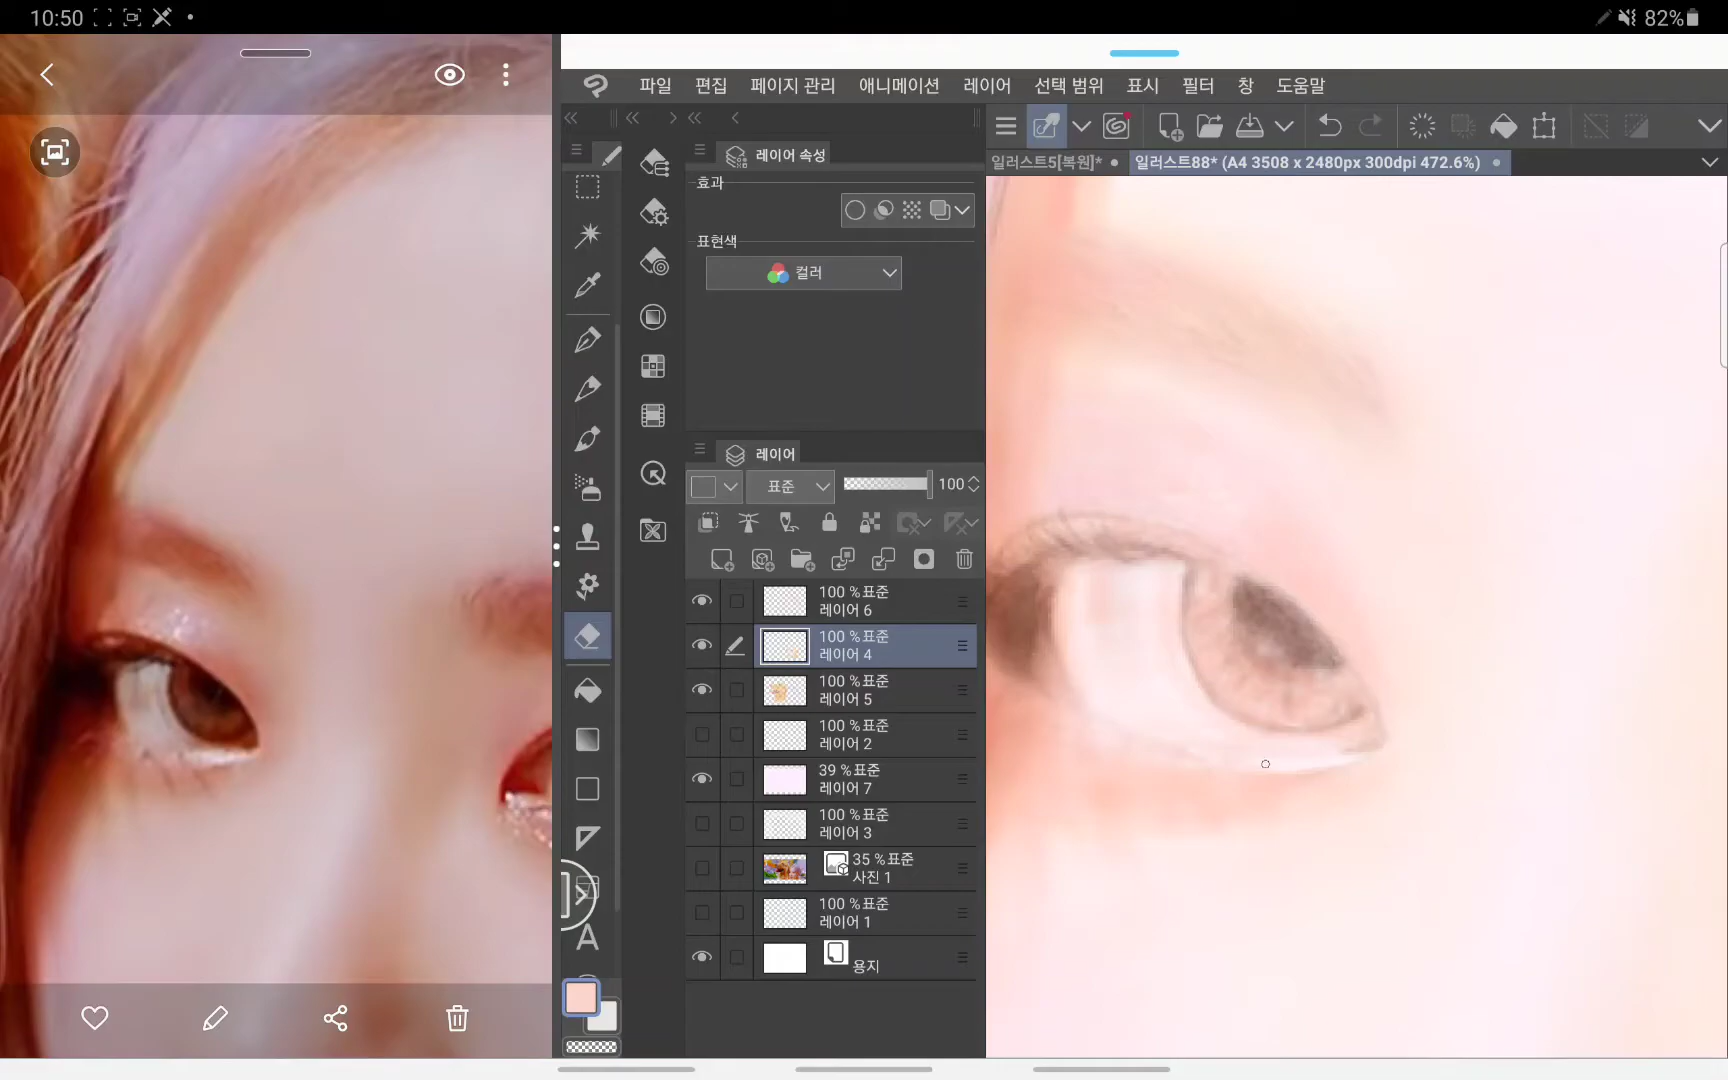 10:50
82%
파일 편집 페이지 관리 애니메이션 레이어 선택 범위 표시 필터 창 도움말
일러스트5[복원]* 일러스트88* (A4 3508 x 2480px 300dpi 472.6%)
레이어 속성
효과
표현색
컬러
레이어
표준 100
100 %표준
레이어 6
100 %표준
레이어 4
100 %표준
레이어 5
100 %표준
레이어 2
39 %표준
레이어 7
100 %표준
레이어 3
35 %표준
사진 1
100 %표준
레이어 1
용지